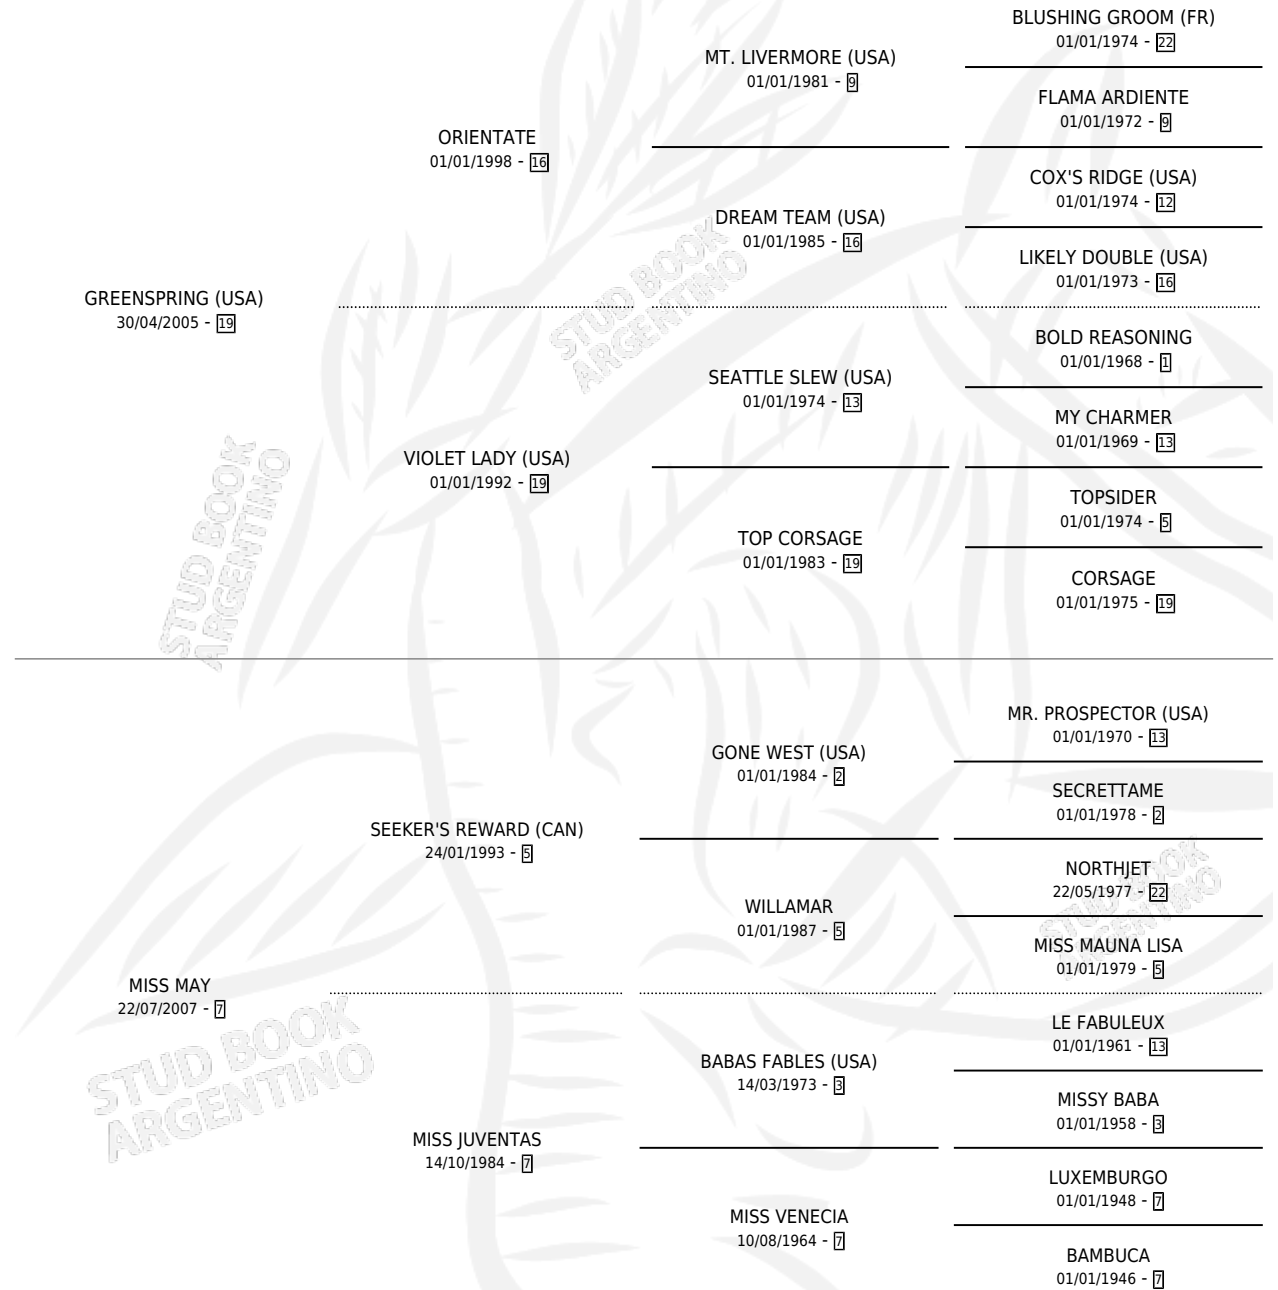 BLUSHING GROOM (FR)
01/01/1974 - 22
MT. LIVERMORE (USA)
01/01/1981 - 9
FLAMA ARDIENTE
01/01/1972 - 9
ORIENTATE
01/01/1998 - 16
COX'S RIDGE (USA)
01/01/1974 - 12
DREAM TEAM (USA)
01/01/1985 - 16
LIKELY DOUBLE (USA)
01/01/1973 - 16
GREENSPRING (USA)
30/04/2005 - 19
BOLD REASONING
01/01/1968 - 1
SEATTLE SLEW (USA)
01/01/1974 - 13
MY CHARMER
01/01/1969 - 13
VIOLET LADY (USA)
01/01/1992 - 19
TOPSIDER
01/01/1974 - 5
TOP CORSAGE
01/01/1983 - 19
CORSAGE
01/01/1975 - 19
MR. PROSPECTOR (USA)
01/01/1970 - 13
GONE WEST (USA)
01/01/1984 - 2
SECRETTAME
01/01/1978 - 2
SEEKER'S REWARD (CAN)
24/01/1993 - 5
NORTHJET
22/05/1977 - 22
WILLAMAR
01/01/1987 - 5
MISS MAUNA LISA
01/01/1979 - 5
MISS MAY
22/07/2007 - 7
LE FABULEUX
01/01/1961 - 13
BABAS FABLES (USA)
14/03/1973 - 3
MISSY BABA
01/01/1958 - 3
MISS JUVENTAS
14/10/1984 - 7
LUXEMBURGO
01/01/1948 - 7
MISS VENECIA
10/08/1964 - 7
BAMBUCA
01/01/1946 - 7
STUD BOOK
ARGENTINO
STUD BOOK
ARGENTINO
STUD BOOK
ARGENTINO
STUD BOOK
ARGENTINO